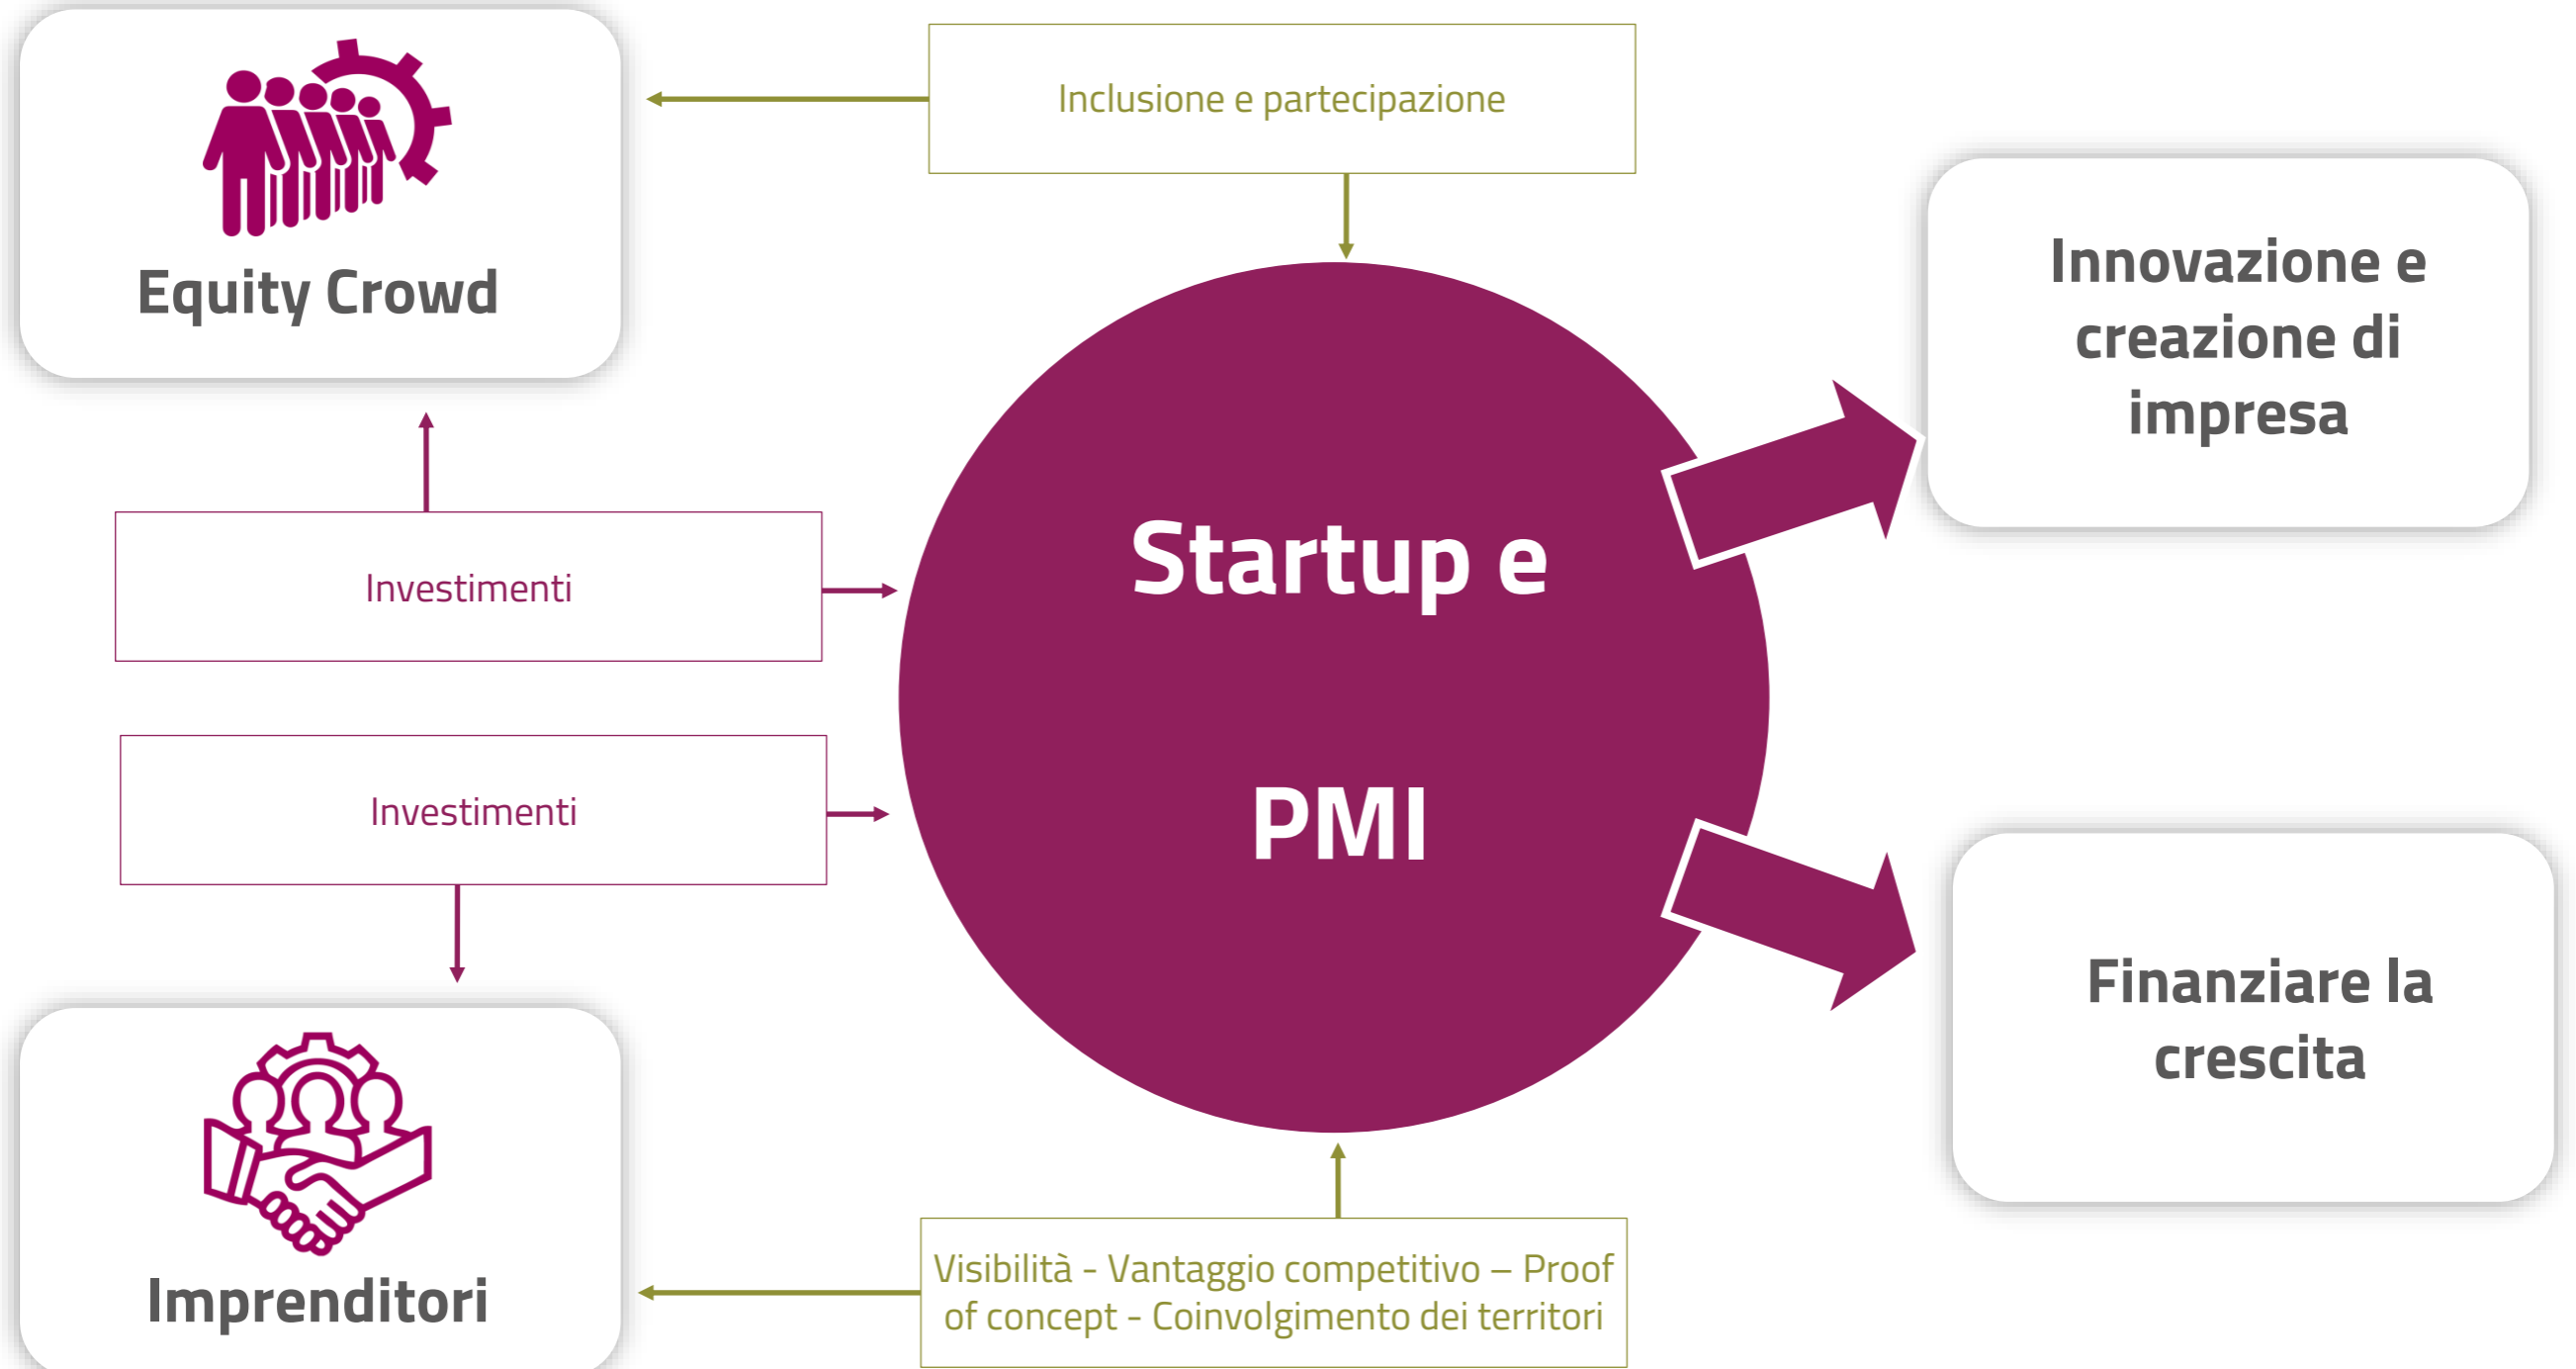 Inclusione e partecipazione
Equity Crowd
Innovazione e
creazione di
impresa
Investimenti
Startup e
PMI
Investimenti
Finanziare la
crescita
Imprenditori
Visibilità - Vantaggio competitivo – Proof
of concept - Coinvolgimento dei territori